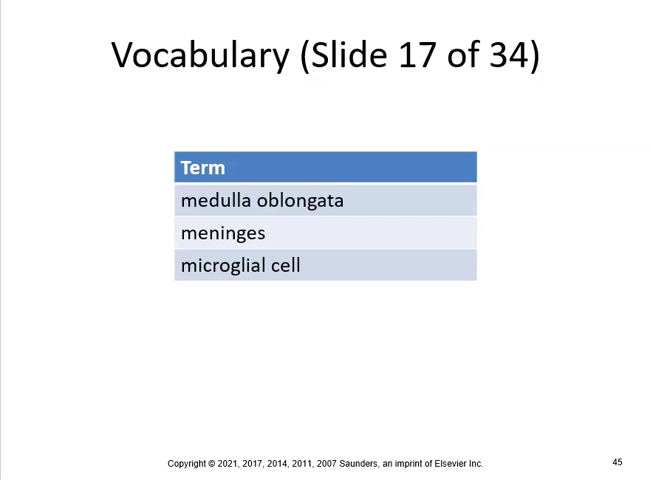 Vocabulary (Slide 17 of 34)
Term
medulla oblongata
meninges
microglial cell
Copyright © 2021, 2017, 2014, 2011, 2007 Saunders, an imprint of Elsevier Inc.
45